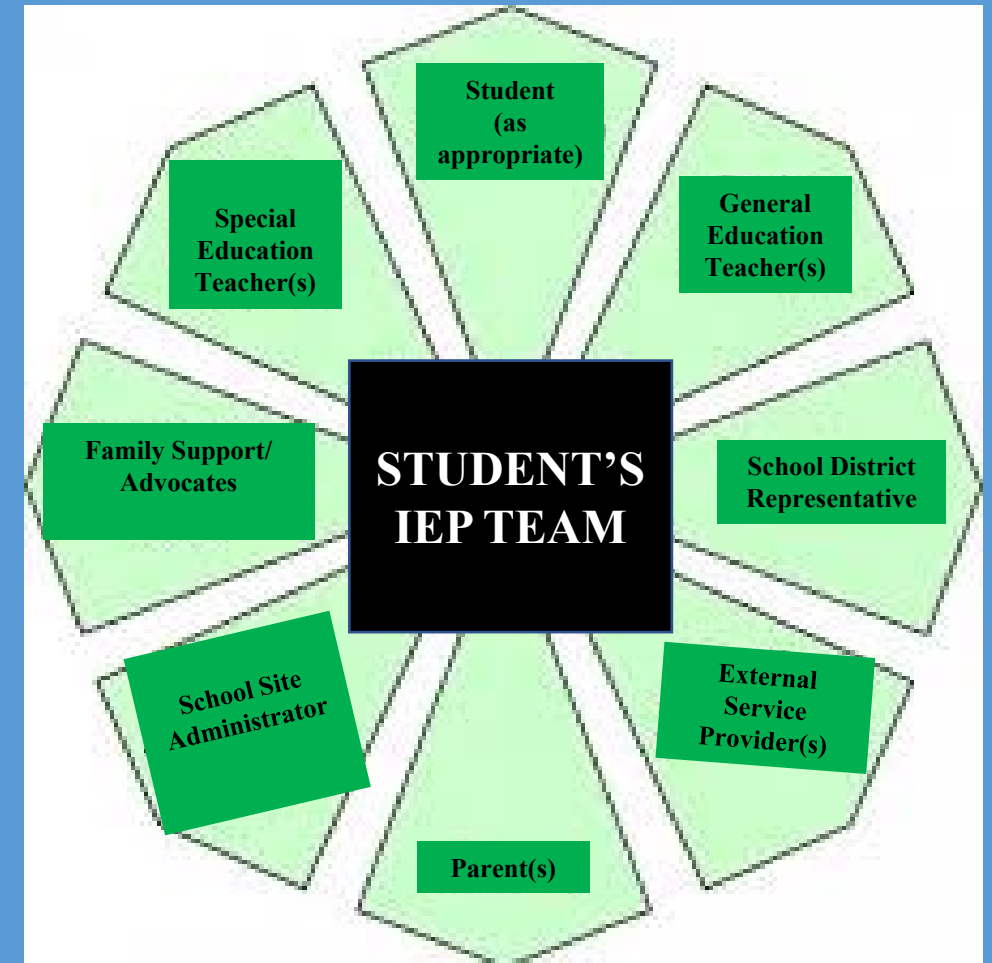 Student
(as
appropriate)
General
Education
Teacher(s)
School District
Representative
External
Service
Provider(s)
Parent(s)
School Site
Administrator
Family Support/
Advocates
Special
Education
Teacher(s)
STUDENT’S
IEP TEAM